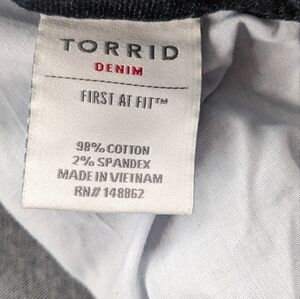 TORRID
DENIM
FIRST AT FIT™
98% COTTON
2% SPANDEX
MADE IN VIETNAM
RN# 148862